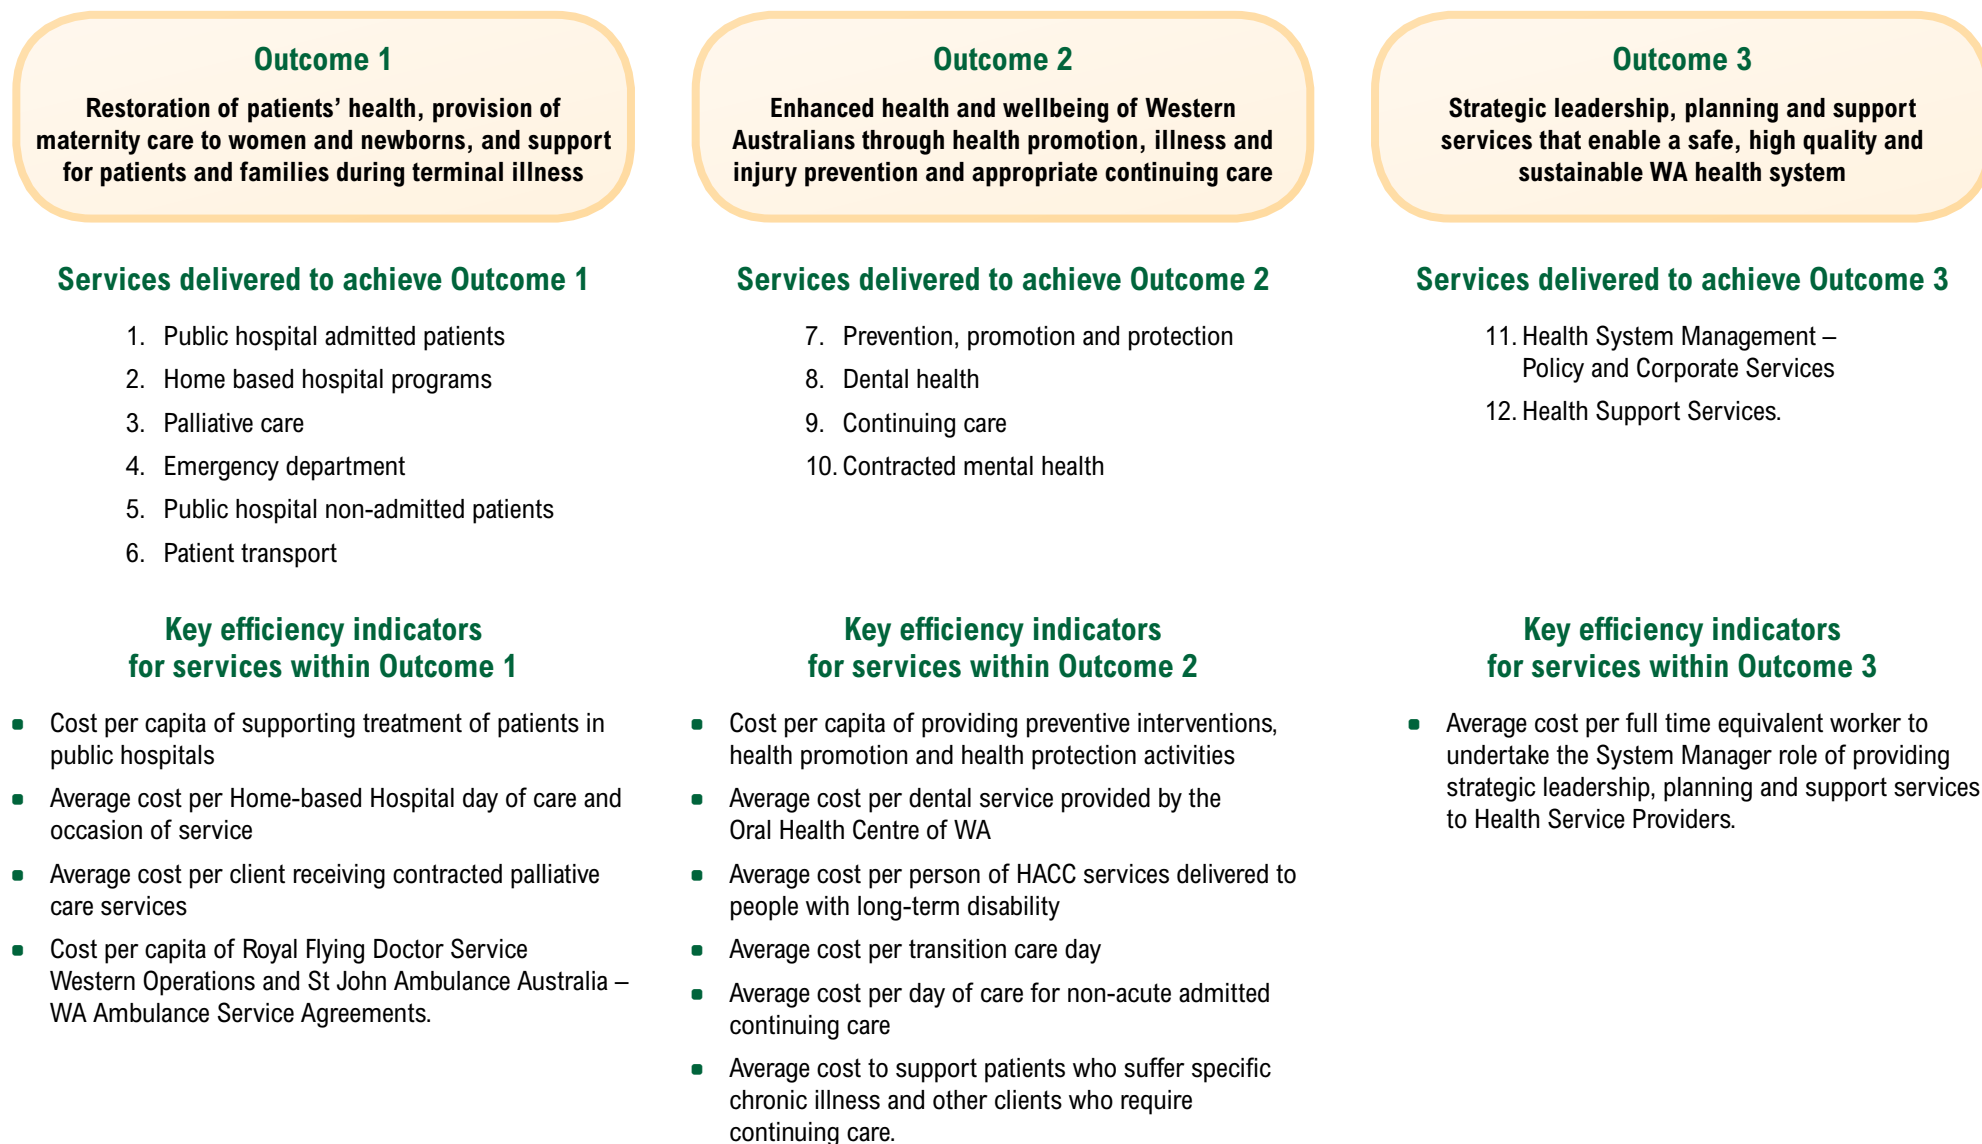 Outcome 1
Restoration of patients’ health, provision of
maternity care to women and newborns, and support
for patients and families during terminal illness
Services delivered to achieve Outcome 1
1. Public hospital admitted patients
2. Home based hospital programs
3. Palliative care
4. Emergency department
5. Public hospital non-admitted patients
6. Patient transport
Key efficiency indicators
for services within Outcome 1
▪ Cost per capita of supporting treatment of patients in
public hospitals
▪ Average cost per Home-based Hospital day of care and
occasion of service
▪ Average cost per client receiving contracted palliative
care services
▪ Cost per capita of Royal Flying Doctor Service
Western Operations and St John Ambulance Australia –
WA Ambulance Service Agreements.
Outcome 2
Enhanced health and wellbeing of Western
Australians through health promotion, illness and
injury prevention and appropriate continuing care
Services delivered to achieve Outcome 2
7. Prevention, promotion and protection
8. Dental health
9. Continuing care
10. Contracted mental health
Key efficiency indicators
for services within Outcome 2
▪ Cost per capita of providing preventive interventions,
health promotion and health protection activities
▪ Average cost per dental service provided by the
Oral Health Centre of WA
▪ Average cost per person of HACC services delivered to
people with long-term disability
▪ Average cost per transition care day
▪ Average cost per day of care for non-acute admitted
continuing care
▪ Average cost to support patients who suffer specific
chronic illness and other clients who require
continuing care.
Outcome 3
Strategic leadership, planning and support
services that enable a safe, high quality and
sustainable WA health system
Services delivered to achieve Outcome 3
11. Health System Management –
Policy and Corporate Services
12. Health Support Services.
Key efficiency indicators
for services within Outcome 3
▪ Average cost per full time equivalent worker to
undertake the System Manager role of providing
strategic leadership, planning and support services
to Health Service Providers.